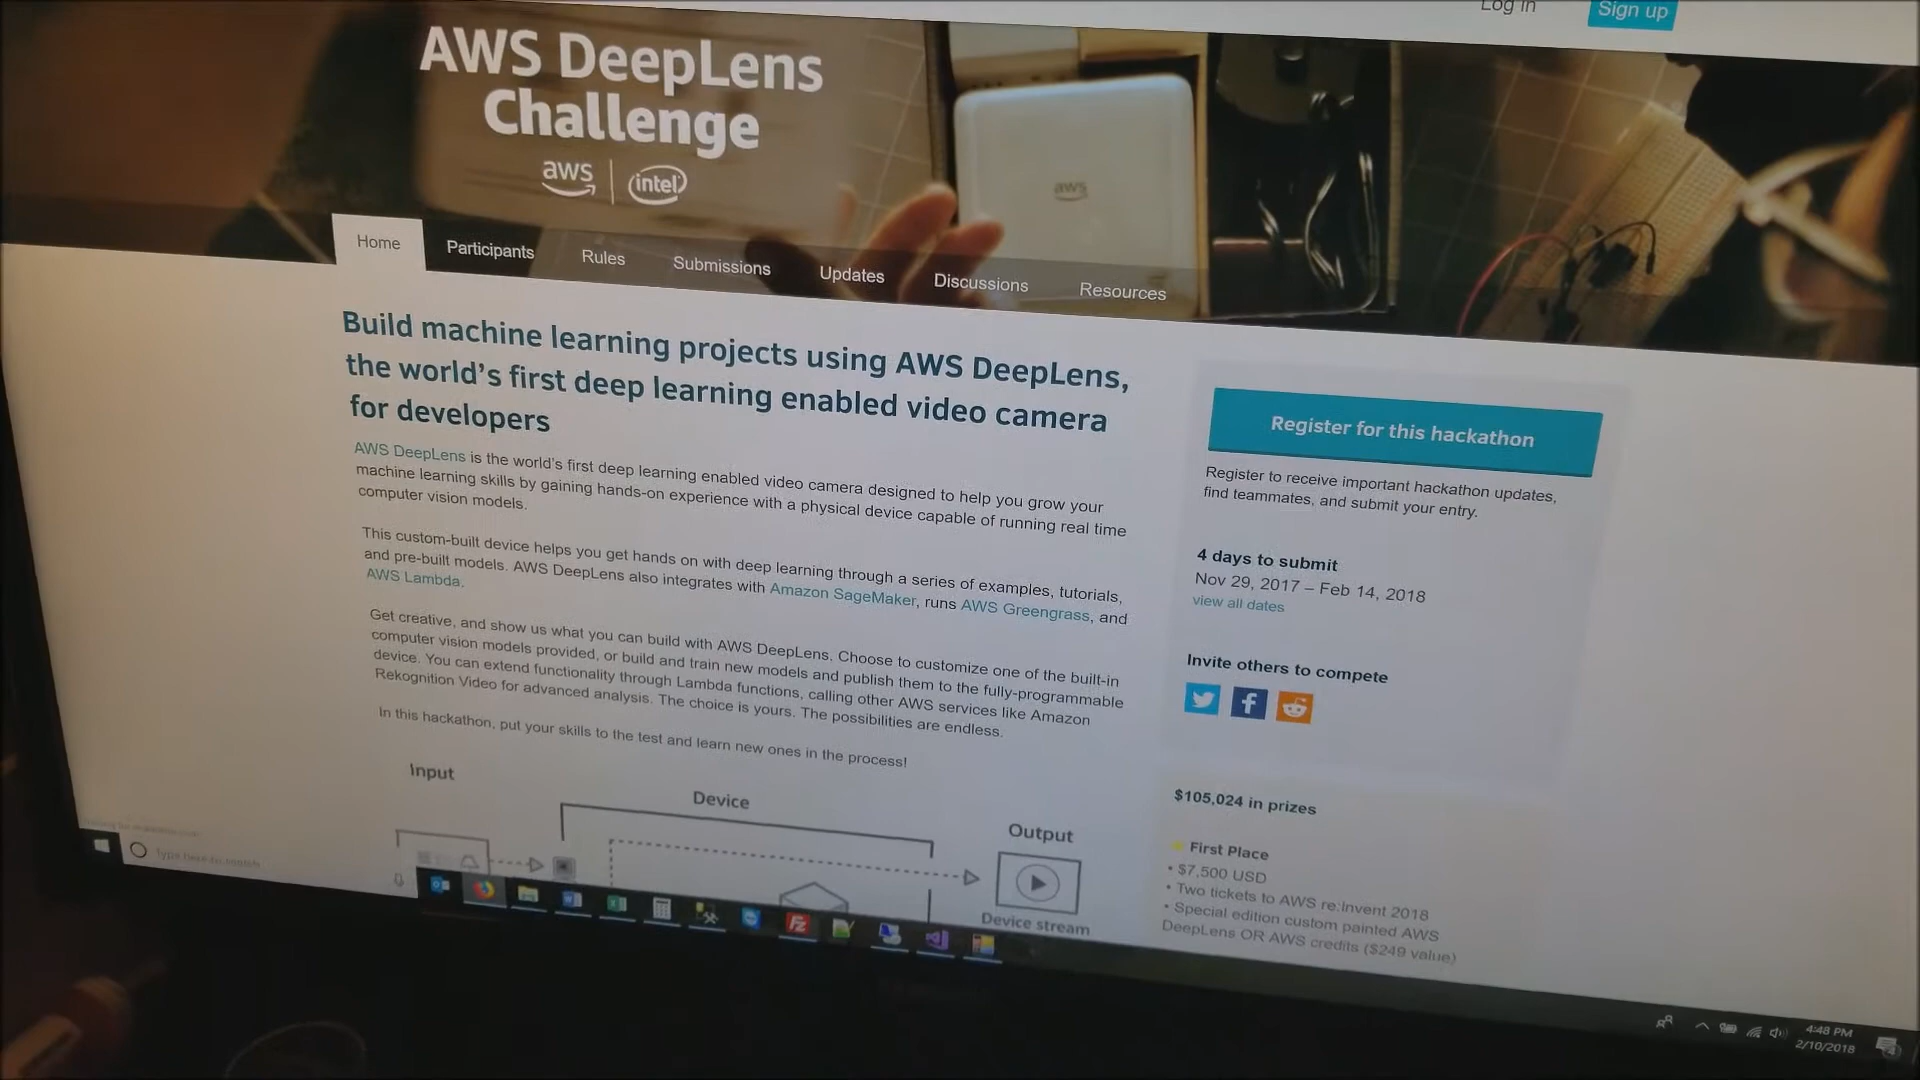 Log in
Sign up
AWS DeepLens
Challenge
aws
intel
aws
Home
Participants
Rules
Submissions
Updates
Discussions
Resources
Build machine learning projects using AWS DeepLens,
the world's first deep learning enabled video camera
for developers
AWS DeepLens is the world's first deep learning enabled video camera designed to help you grow your
machine learning skills by gaining hands-on experience with a physical device capable of running real time
computer vision models.
This custom-built device helps you get hands on with deep learning through a series of examples, tutorials,
and pre-built models. AWS DeepLens also integrates with Amazon SageMaker, runs AWS Greengrass, and
AWS Lambda.
Get creative, and show us what you can build with AWS DeepLens. Choose to customize one of the built-in
computer vision models provided, or build and train new models and publish them to the fully-programmable
device. You can extend functionality through Lambda functions, calling other AWS services like Amazon
Rekognition Video for advanced analysis. The choice is yours. The possibilities are endless.
In this hackathon, put your skills to the test and learn new ones in the process!
Input
Device
Output
Device stream
Register for this hackathon
Register to receive important hackathon updates,
find teammates, and submit your entry.
4 days to submit
Nov 29, 2017 – Feb 14, 2018
view all dates
Invite others to compete
$105,024 in prizes
First Place
• $7,500 USD
• Two tickets to AWS re:Invent 2018
• Special edition custom painted AWS
DeepLens OR AWS credits ($249 value)
Type here to search
4:48 PM
2/10/2018